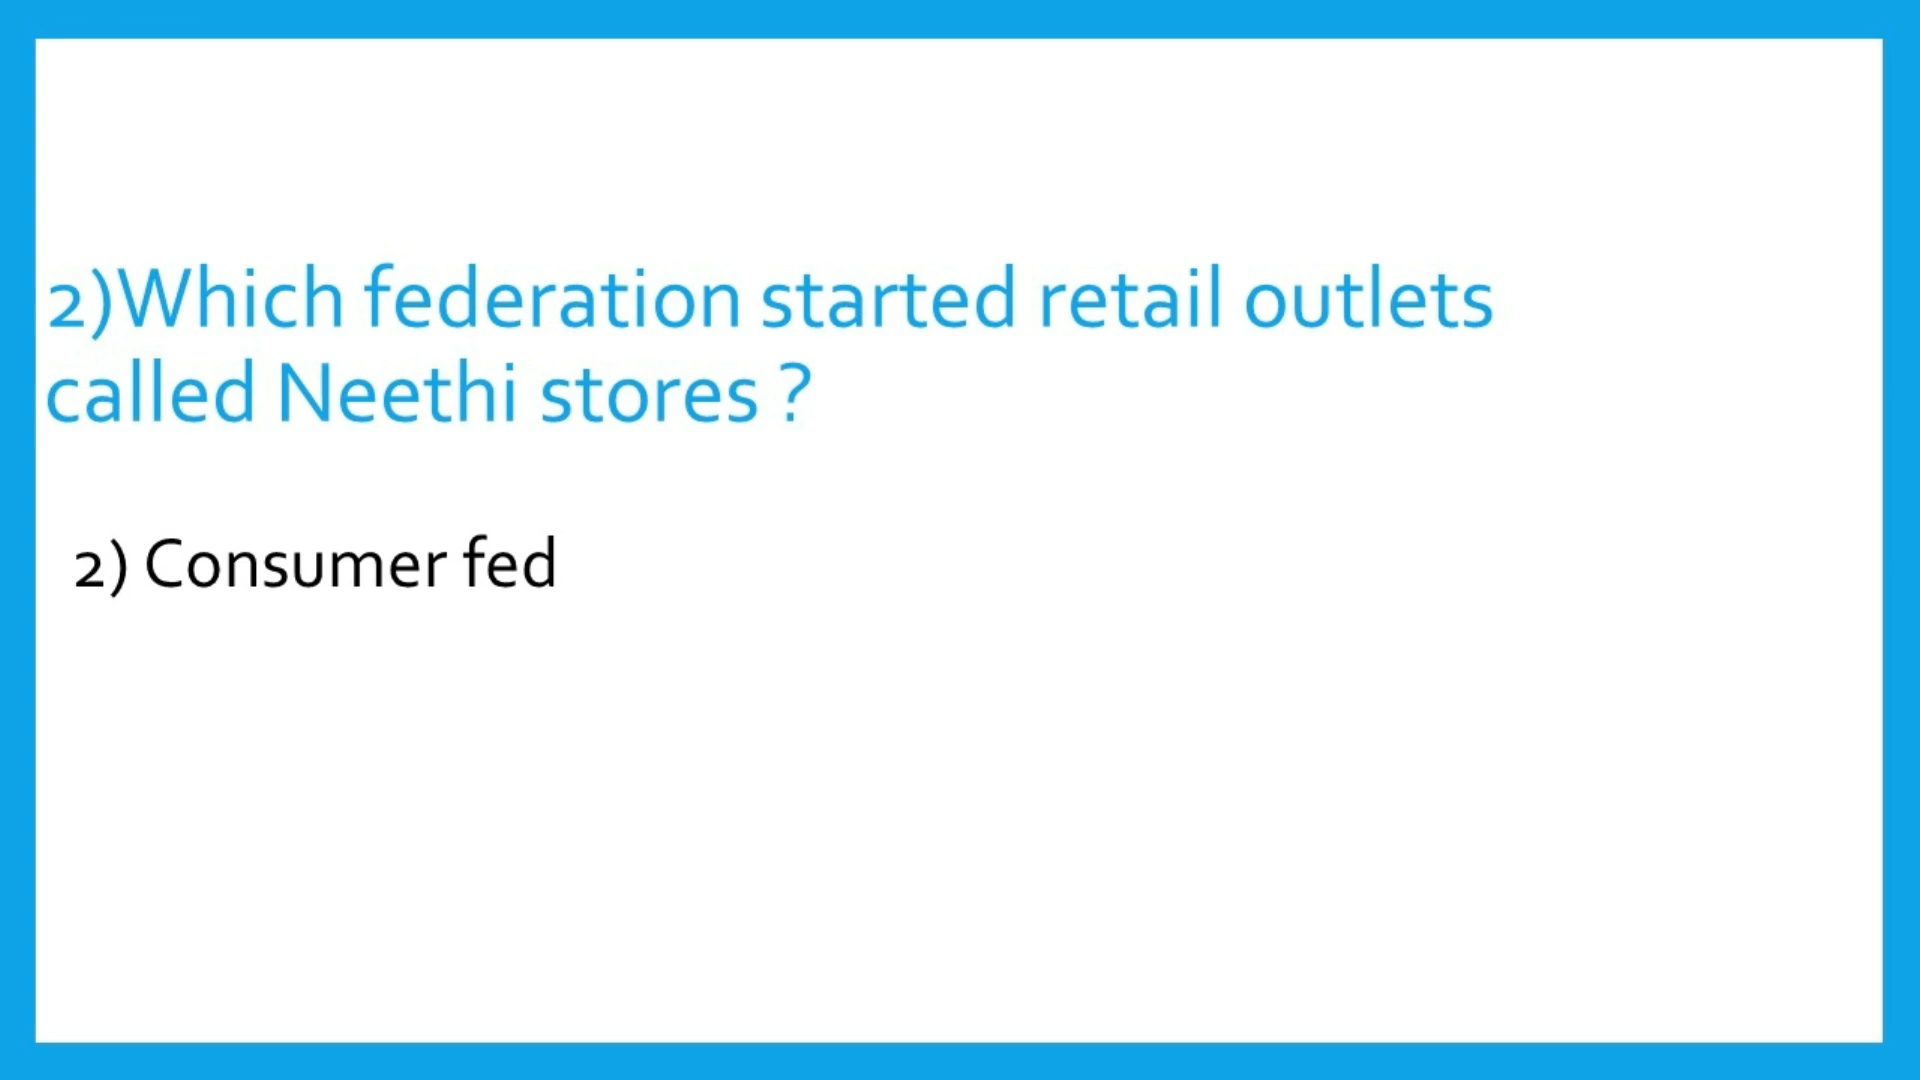 2)Which federation started retail outlets
called Neethi stores ?
2) Consumer fed